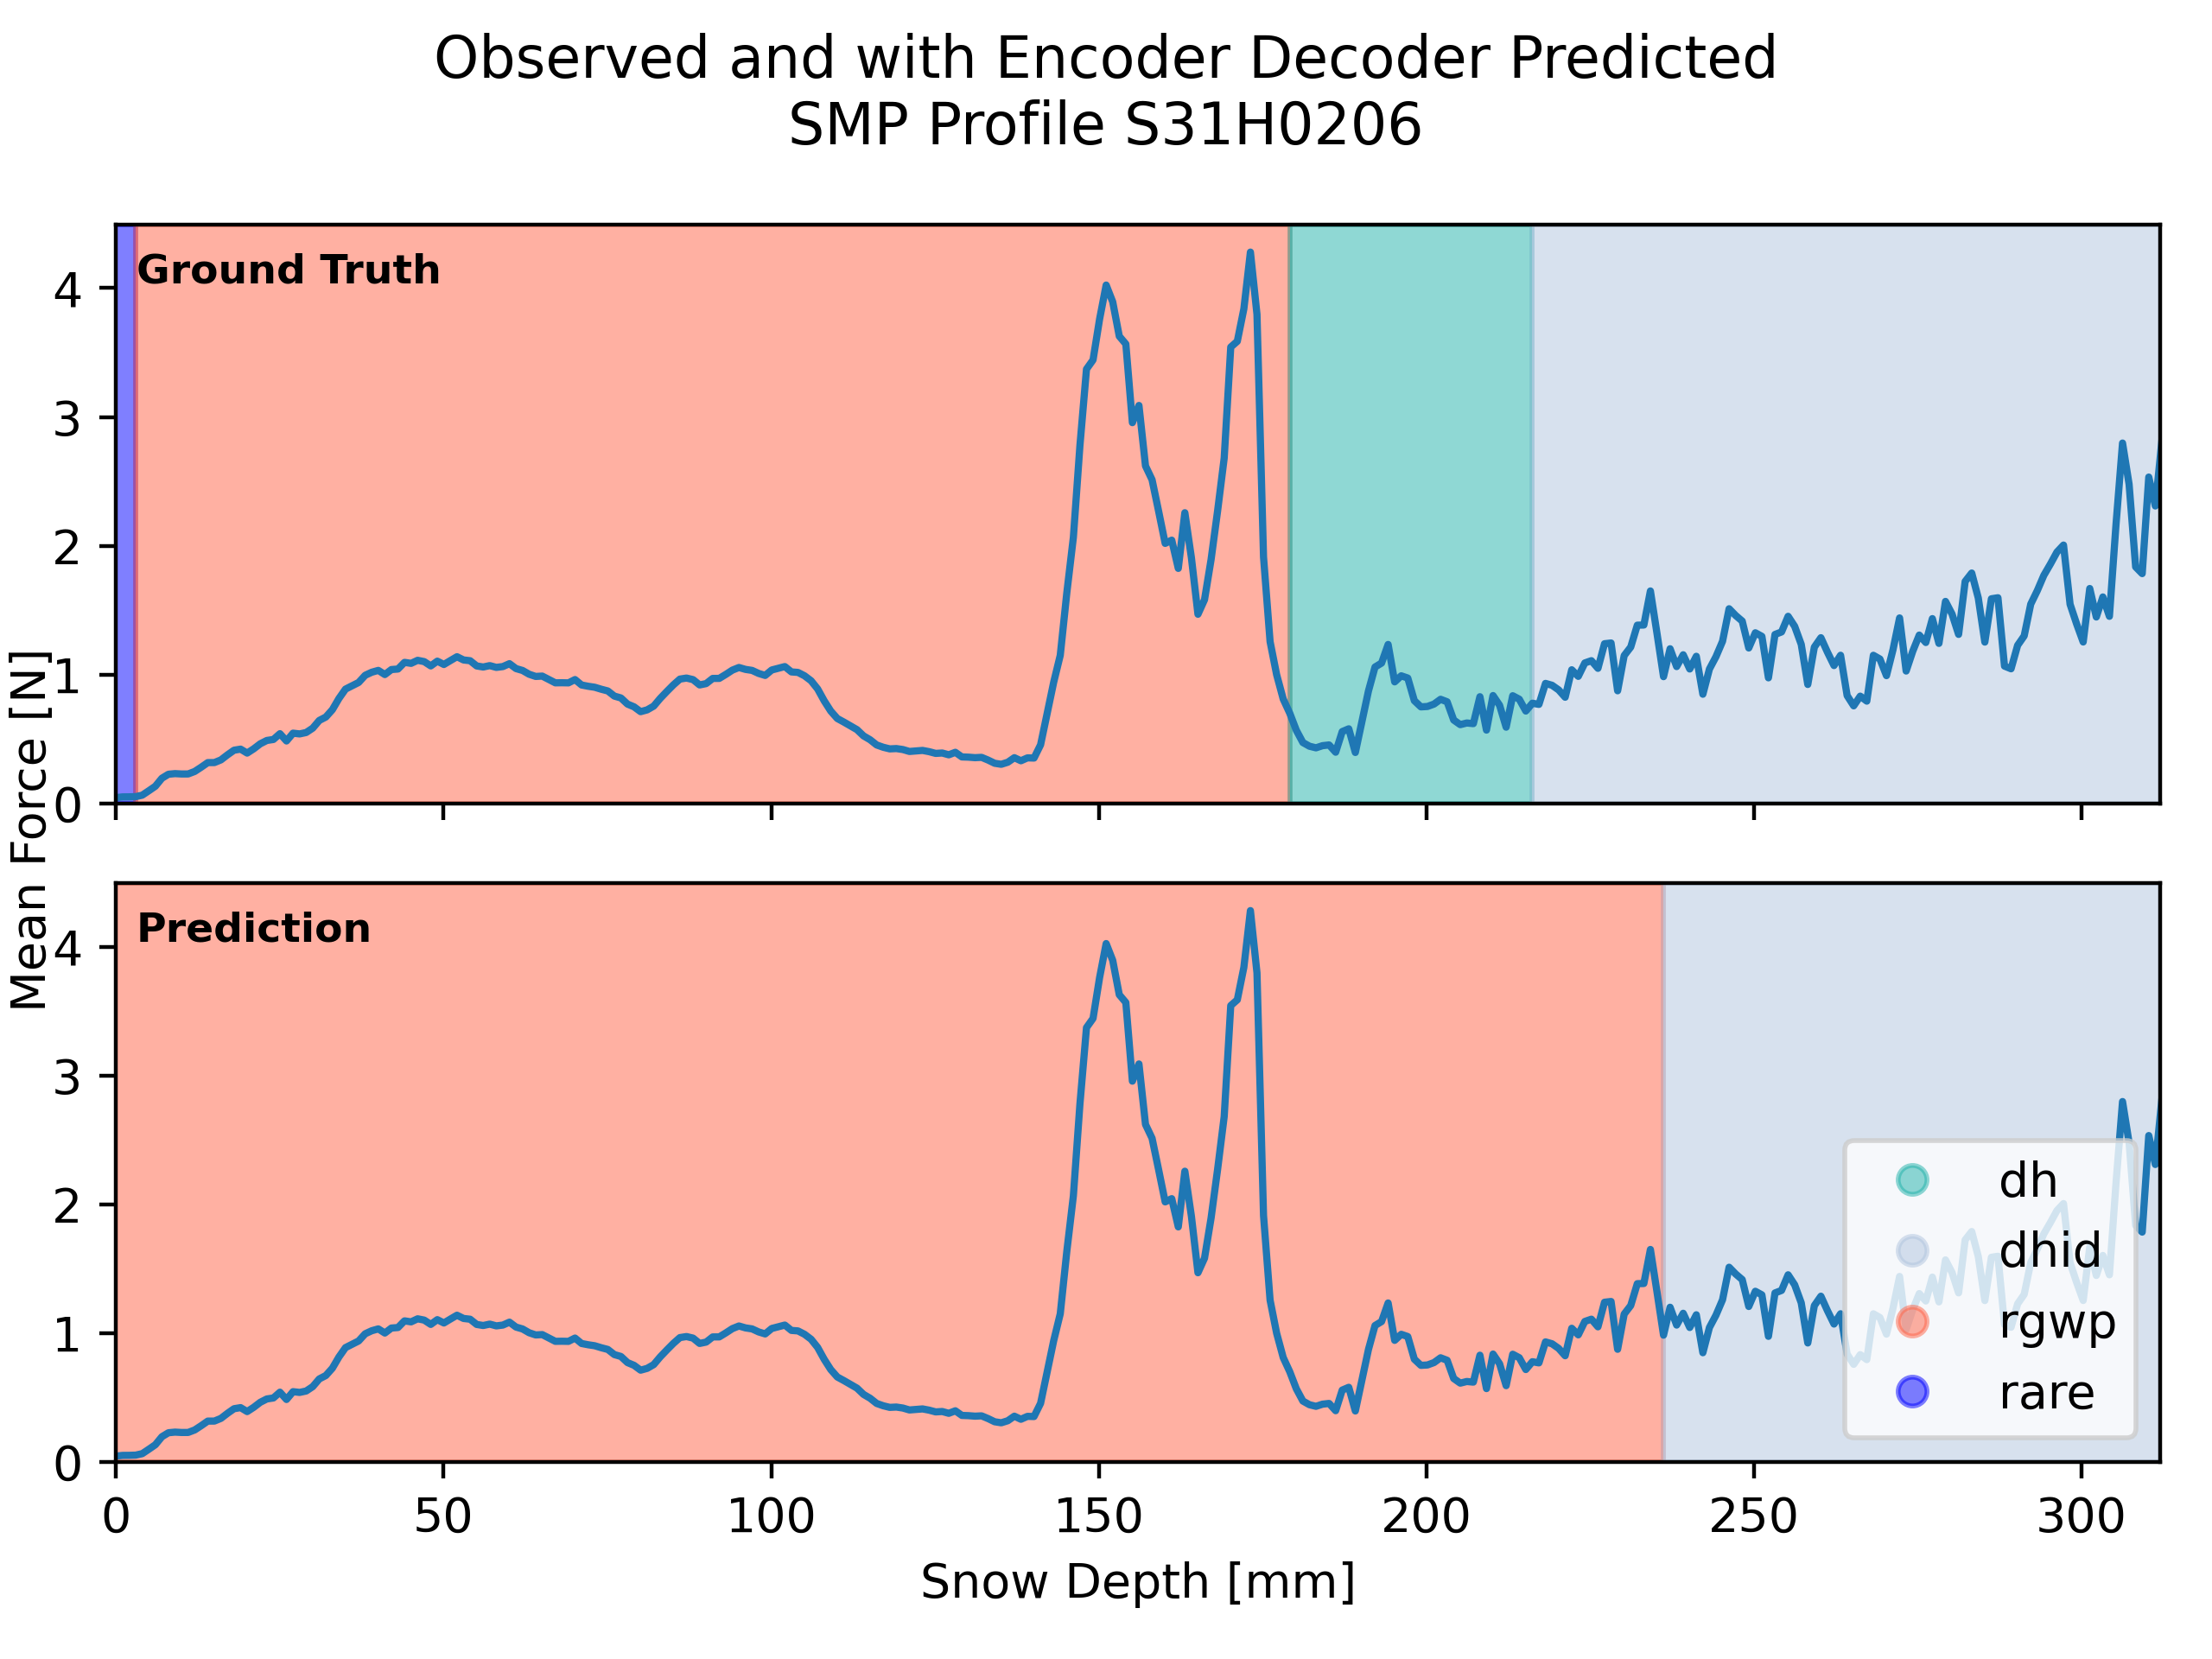 Observed and with Encoder Decoder Predicted
SMP Profile S31H0206
Ground Truth
4
3
2
1
0
Mean Force [N]
Prediction
4
3
2
1
0
dh
dhid
rgwp
rare
0 50 100 150 200 250 300
Snow Depth [mm]